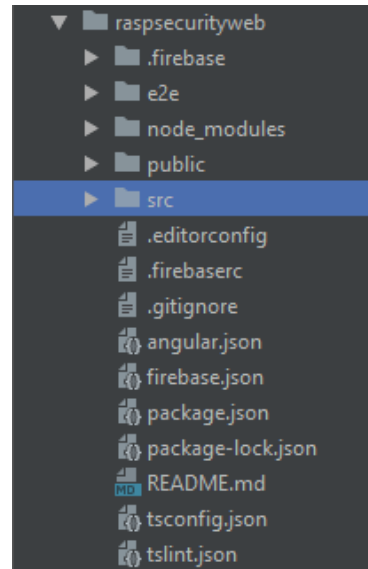 raspsecurityweb
.firebase
e2e
node_modules
public
src
.editorconfig
.firebaserc
.gitignore
angular.json
firebase.json
package.json
package-lock.json
MD README.md
tsconfig.json
tslint.json